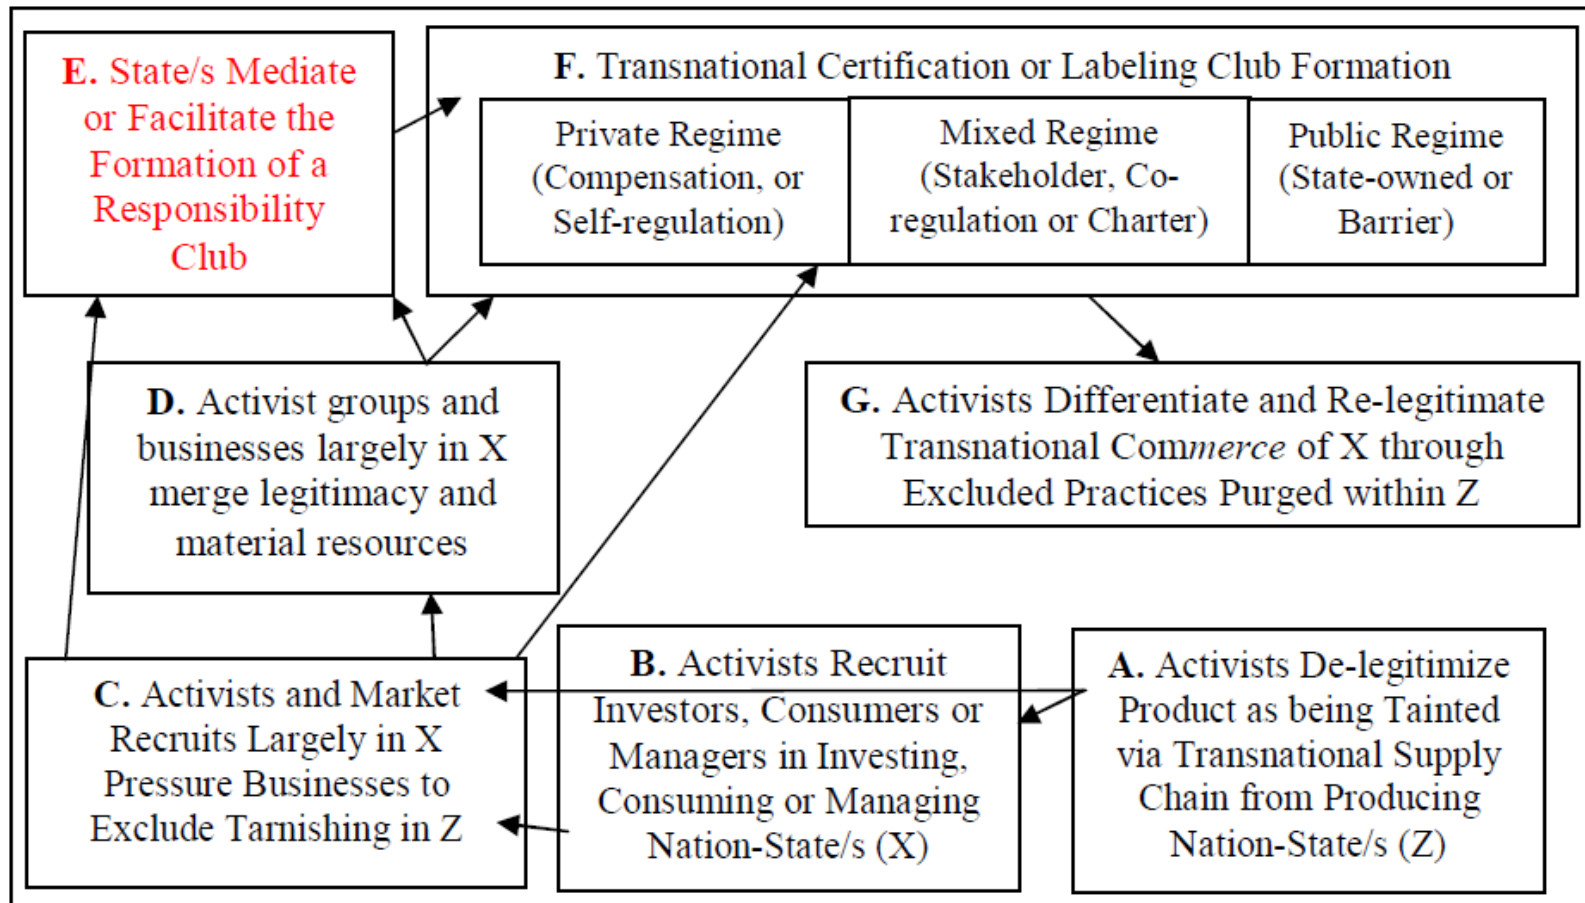 E. State/s Mediate
or Facilitate the
Formation of a
Responsibility
Club
F. Transnational Certification or Labeling Club Formation
Private Regime
(Compensation, or
Self-regulation)
Mixed Regime
(Stakeholder, Co-
regulation or Charter)
Public Regime
(State-owned or
Barrier)
D. Activist groups and
businesses largely in X
merge legitimacy and
material resources
G. Activists Differentiate and Re-legitimate
Transnational Commerce of X through
Excluded Practices Purged within Z
C. Activists and Market
Recruits Largely in X
Pressure Businesses to
Exclude Tarnishing in Z
B. Activists Recruit
Investors, Consumers or
Managers in Investing,
Consuming or Managing
Nation-State/s (X)
A. Activists De-legitimize
Product as being Tainted
via Transnational Supply
Chain from Producing
Nation-State/s (Z)